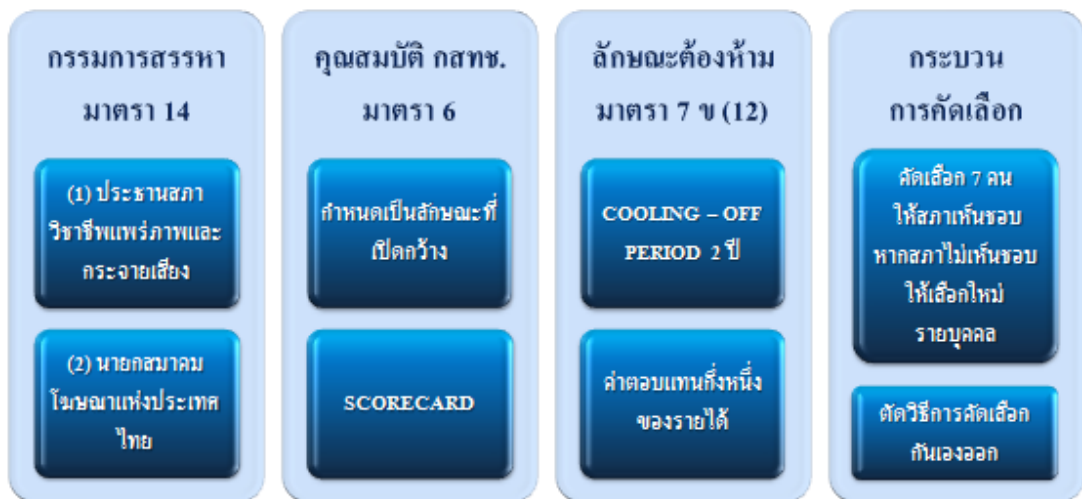 กรรมการสรรหา
มาตรา 14
(1) ประธานสภา
วิชาชีพแพร่ภาพและ
กระจายเสียง
(2) นายกสมาคม
โฆษณาแห่งประเทศ
ไทย
คุณสมบัติ กสทช.
มาตรา 6
กำหนดเป็นลักษณะที่
เปิดกว้าง
SCORECARD
ลักษณะต้องห้าม
มาตรา 7 ข (12)
COOLING – OFF
PERIOD 2 ปี
ค่าตอบแทนกึ่งหนึ่ง
ของรายได้
กระบวน
การคัดเลือก
คัดเลือก 7 คน
ให้สภาเห็นชอบ
หากสภาไม่เห็นชอบ
ให้เลือกใหม่
รายบุคคล
ตัดวิธีการคัดเลือก
กันเองออก